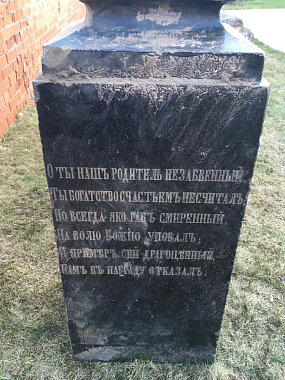 О ТЫ НАШЪ РОДИТЕЛЬ НЕЗАБВЕННЫЙ,
ТЫ БОГАТСТВО СЧАСТЬЕМЪ НЕСЧИТАЛЪ,
НО ВСЕГДА ЯКО РАБЪ СМИРЕННЫЙ,
НА ВОЛЮ БОЖІЮ УПОВАЛЪ,
И ПРИМѢРЪ СЕЙ ДРАГОЦѢННЫЙ,
НАМЪ ВЪ НАГРАДУ ОТКАЗАЛЪ.